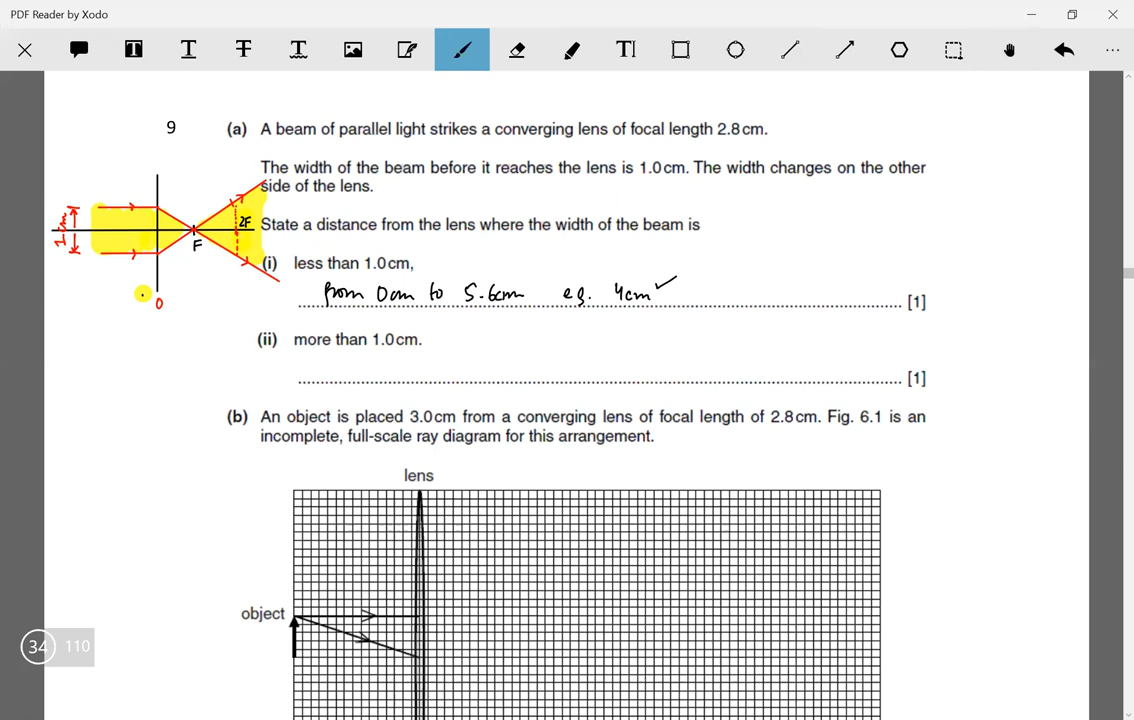 PDF Reader by Xodo
T T T T TI
9 (a) A beam of parallel light strikes a converging lens of focal length 2.8 cm.
The width of the beam before it reaches the lens is 1.0 cm. The width changes on the other
side of the lens.
1cm F 2F 0
State a distance from the lens where the width of the beam is
(i) less than 1.0 cm,
from 0cm to 5.6cm eg. 4cm ✓
[1]
(ii) more than 1.0 cm.
[1]
(b) An object is placed 3.0 cm from a converging lens of focal length of 2.8 cm. Fig. 6.1 is an
incomplete, full-scale ray diagram for this arrangement.
lens
object
34 110